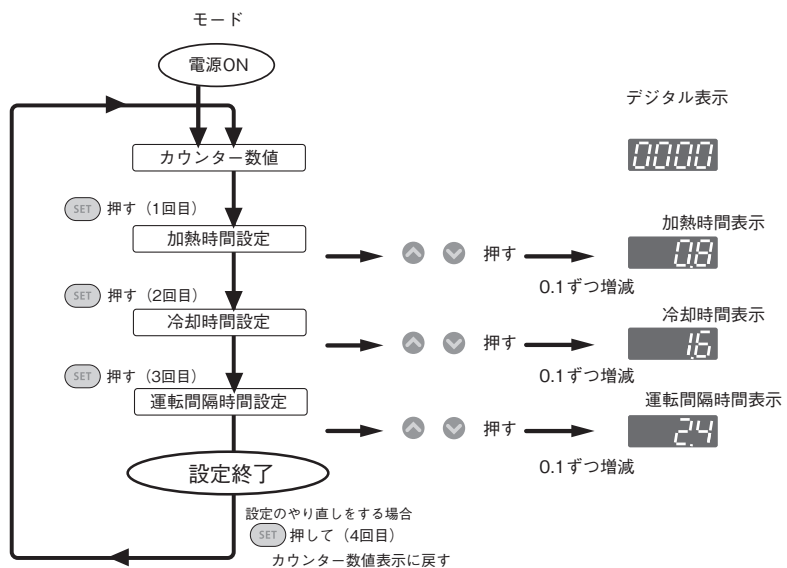 モード
電源ON
デジタル表示
カウンター数値
0000
SET 押す（1回目）
加熱時間設定
押す
0.1ずつ増減
加熱時間表示
0.8
SET 押す（2回目）
冷却時間設定
押す
0.1ずつ増減
冷却時間表示
1.6
SET 押す（3回目）
運転間隔時間設定
押す
0.1ずつ増減
運転間隔時間表示
2.4
設定終了
設定のやり直しをする場合
SET 押して（4回目）
カウンター数値表示に戻す